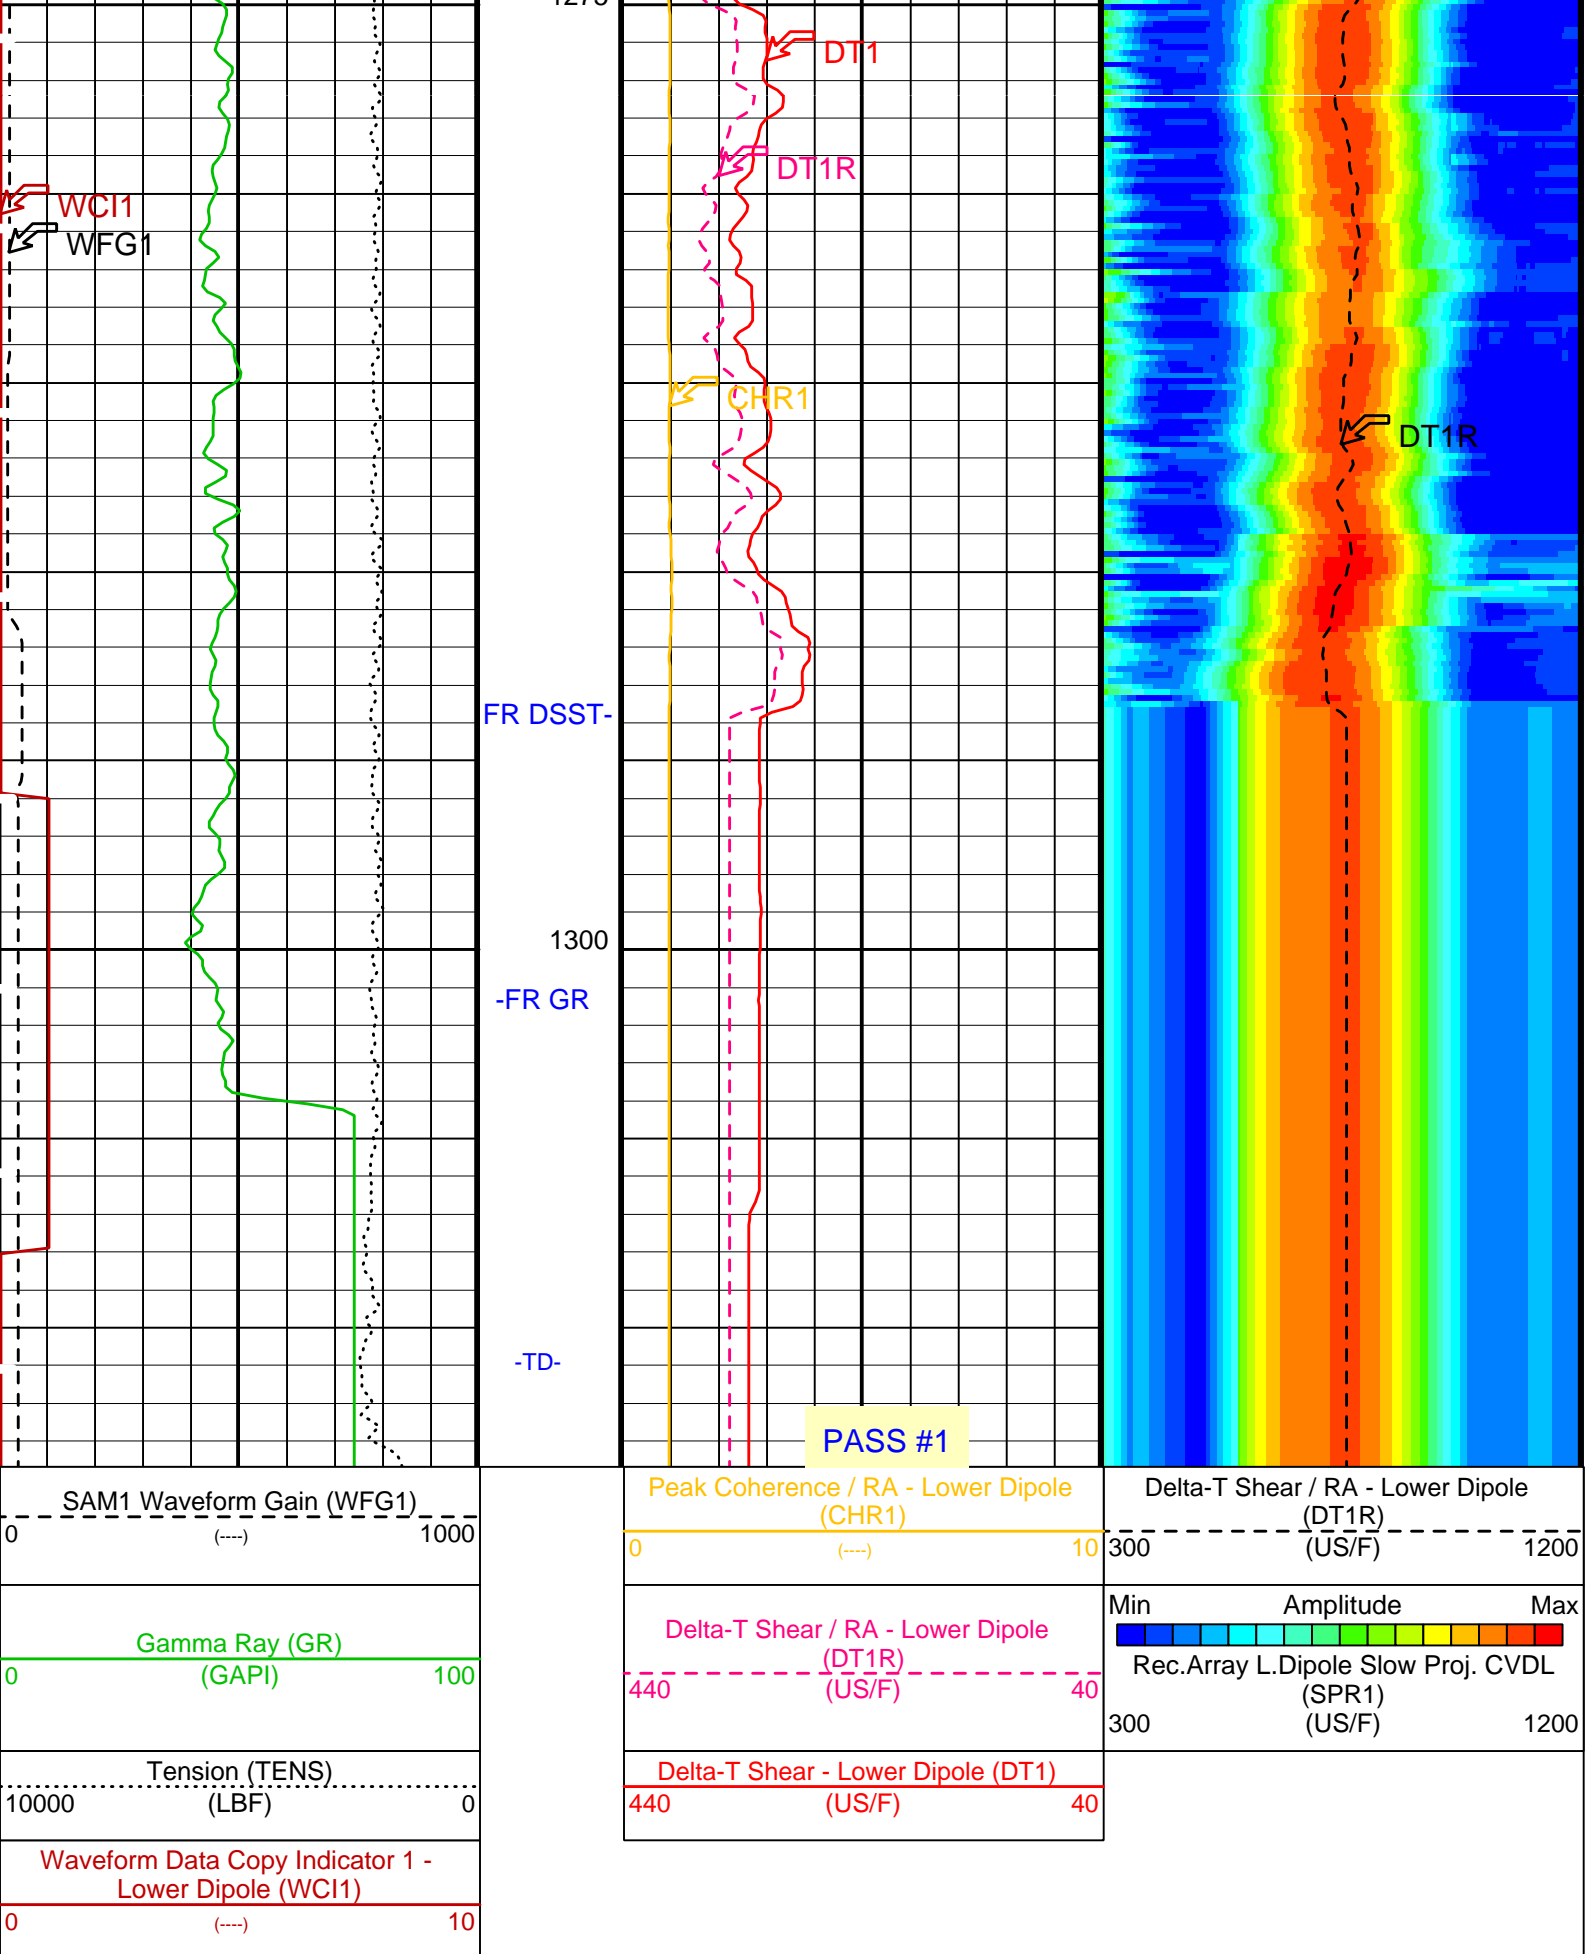 DT1
DT1R
WCI1
WFG1
CHR1
DT1R
FR DSST-
1300
-FR GR
-TD-
PASS #1
SAM1 Waveform Gain (WFG1)
0 (----) 1000
Gamma Ray (GR)
0 (GAPI) 100
Tension (TENS)
10000 (LBF) 0
Waveform Data Copy Indicator 1 -
Lower Dipole (WCI1)
0 (----) 10
Peak Coherence / RA - Lower Dipole
(CHR1)
0 (----) 10
Delta-T Shear / RA - Lower Dipole
(DT1R)
440 (US/F) 40
Delta-T Shear - Lower Dipole (DT1)
440 (US/F) 40
Delta-T Shear / RA - Lower Dipole
(DT1R)
300 (US/F) 1200
Min Amplitude Max
Rec.Array L.Dipole Slow Proj. CVDL
(SPR1)
(US/F)
300 1200